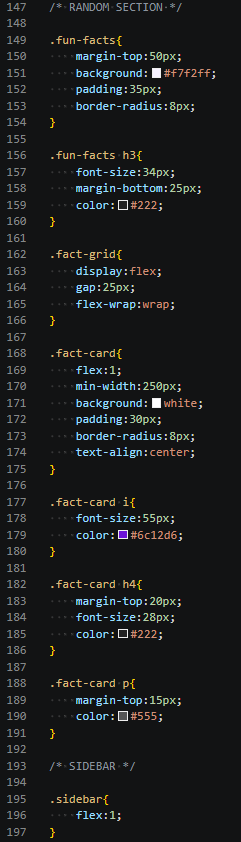 147 /* RANDOM SECTION */
148
149 .fun-facts{
150     margin-top:50px;
151     background:#f7f2ff;
152     padding:35px;
153     border-radius:8px;
154 }
155
156 .fun-facts h3{
157     font-size:34px;
158     margin-bottom:25px;
159     color:#222;
160 }
161
162 .fact-grid{
163     display:flex;
164     gap:25px;
165     flex-wrap:wrap;
166 }
167
168 .fact-card{
169     flex:1;
170     min-width:250px;
171     background:white;
172     padding:30px;
173     border-radius:8px;
174     text-align:center;
175 }
176
177 .fact-card i{
178     font-size:55px;
179     color:#6c12d6;
180 }
181
182 .fact-card h4{
183     margin-top:20px;
184     font-size:28px;
185     color:#222;
186 }
187
188 .fact-card p{
189     margin-top:15px;
190     color:#555;
191 }
192
193 /* SIDEBAR */
194
195 .sidebar{
196     flex:1;
197 }